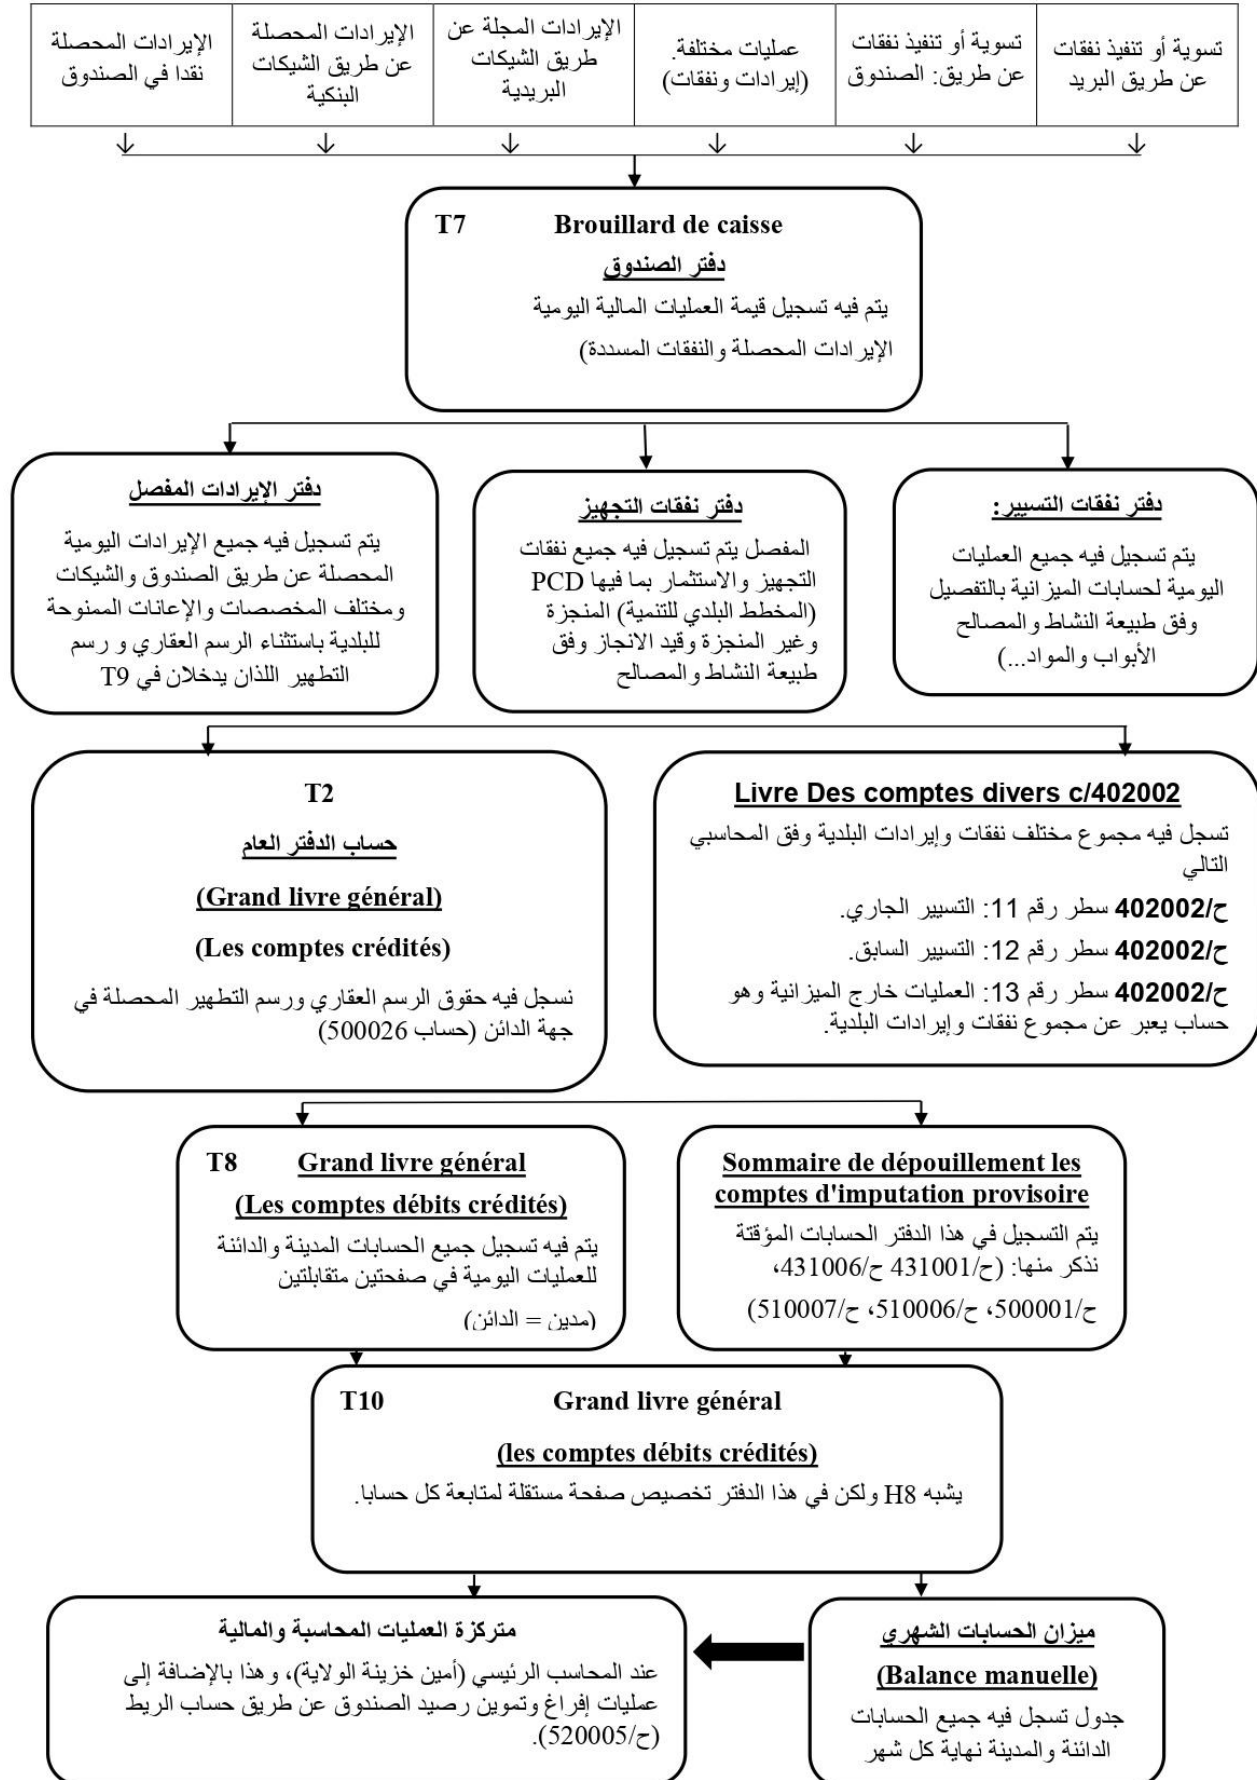 تسوية أو تنفيذ نفقات
عن طريق البريد
تسوية أو تنفيذ نفقات
عن طريق: الصندوق
عمليات مختلفة.
(إيرادات ونفقات)
الإيرادات المجلة عن
طريق الشيكات
البريدية
الإيرادات المحصلة
عن طريق الشيكات
البنكية
الإيرادات المحصلة
نقدا في الصندوق
T7 Brouillard de caisse
دفتر الصندوق
يتم فيه تسجيل قيمة العمليات المالية اليومية
الإيرادات المحصلة والنفقات المسددة)
دفتر نفقات التسيير:
يتم تسجيل فيه جميع العمليات
اليومية لحسابات الميزانية بالتفصيل
وفق طبيعة النشاط والمصالح
الأبواب والمواد...)
دفتر نفقات التجهيز
المفصل يتم تسجيل فيه جميع نفقات
التجهيز والاستثمار بما فيها PCD
(المخطط البلدي للتنمية) المنجزة
وغير المنجزة وقيد الانجاز وفق
طبيعة النشاط والمصالح
دفتر الإيرادات المفصل
يتم تسجيل فيه جميع الإيرادات اليومية
المحصلة عن طريق الصندوق والشيكات
ومختلف المخصصات والإعانات الممنوحة
للبلدية باستثناء الرسم العقاري و رسم
التطهير اللذان يدخلان في T9
Livre Des comptes divers c/402002
تسجل فيه مجموع مختلف نفقات وإيرادات البلدية وفق المحاسبي
التالي
ح/402002 سطر رقم 11: التسيير الجاري.
ح/402002 سطر رقم 12: التسيير السابق.
ح/402002 سطر رقم 13: العمليات خارج الميزانية وهو
حساب يعبر عن مجموع نفقات وإيرادات البلدية.
T2
حساب الدفتر العام
(Grand livre général)
(Les comptes crédités)
نسجل فيه حقوق الرسم العقاري ورسم التطهير المحصلة في
جهة الدائن (حساب 500026)
Sommaire de dépouillement les
comptes d'imputation provisoire
يتم التسجيل في هذا الدفتر الحسابات المؤقتة
نذكر منها: (ح/431001 ح/431006،
ح/500001، ح/510006، ح/510007)
T8 Grand livre général
(Les comptes débits crédités)
يتم فيه تسجيل جميع الحسابات المدينة والدائنة
للعمليات اليومية في صفحتين متقابلتين
(مدين = الدائن)
T10 Grand livre général
(les comptes débits crédités)
يشبه H8 ولكن في هذا الدفتر تخصيص صفحة مستقلة لمتابعة كل حسابا.
ميزان الحسابات الشهري
(Balance manuelle)
جدول تسجل فيه جميع الحسابات
الدائنة والمدينة نهاية كل شهر
متركزة العمليات المحاسبة والمالية
عند المحاسب الرئيسي (أمين خزينة الولاية)، وهذا بالإضافة إلى
عمليات إفراغ وتموين رصيد الصندوق عن طريق حساب الربط
(ح/520005).